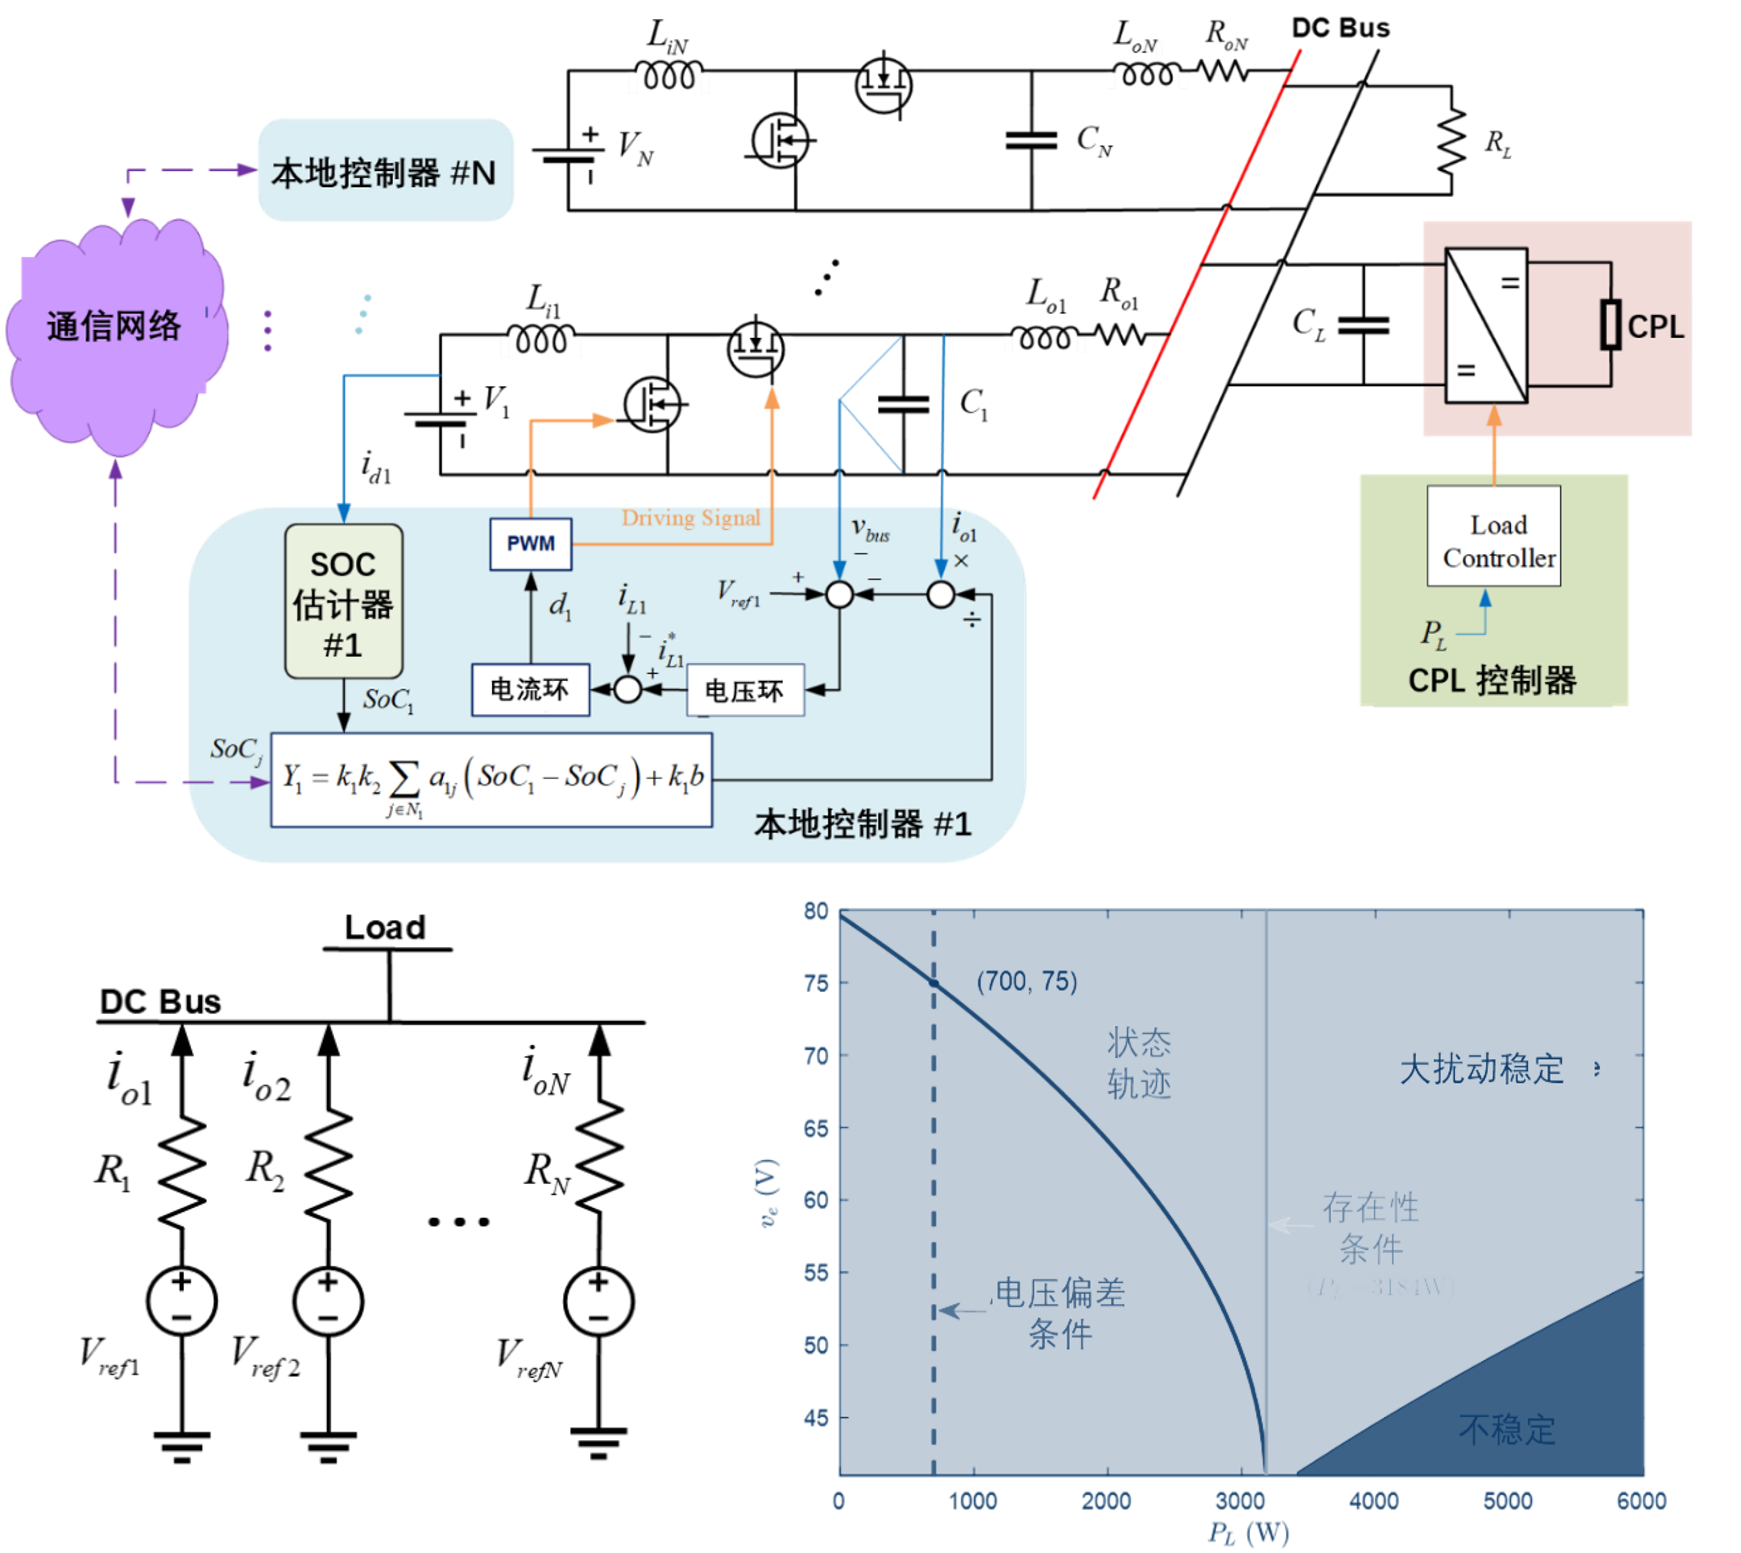 DC Bus
L_{iN}
L_{oN}
R_{oN}
V_N
C_N
R_L
本地控制器 #N
通信网络
L_{i1}
L_{o1}
R_{o1}
V_1
C_1
C_L
CPL
i_{d1}
Driving Signal
v_{bus}
i_{o1}
PWM
SOC
估计器
#1
d_1
i_{L1}
V_{ref1}
i_{L1}^*
Load
Controller
P_L
CPL 控制器
电流环
电压环
SoC_1
SoC_j
Y_1 = k_1k_2 ∑_{j∈N_1} a_{1j} (SoC_1 − SoC_j) + k_1b
本地控制器 #1
Load
DC Bus
i_{o1}
i_{o2}
i_{oN}
R_1
R_2
R_N
V_{ref1}
V_{ref2}
V_{refN}
80
75
70
65
60
55
50
45
v_e (V)
(700, 75)
状态
轨迹
大扰动稳定 e
存在性
条件
(P_L=3184W)
电压偏差
条件
不稳定
0
1000
2000
3000
4000
5000
6000
P_L (W)